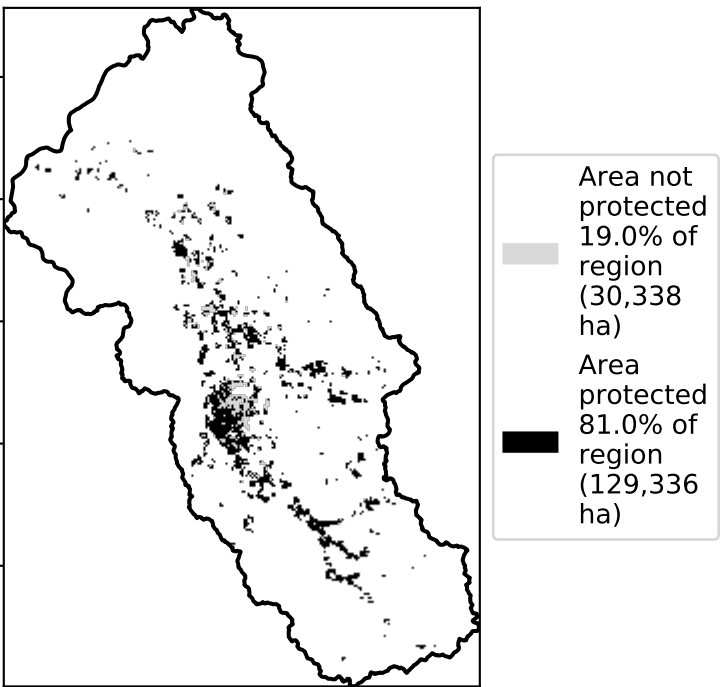 Area not
protected
19.0% of
region
(30,338
ha)
Area
protected
81.0% of
region
(129,336
ha)